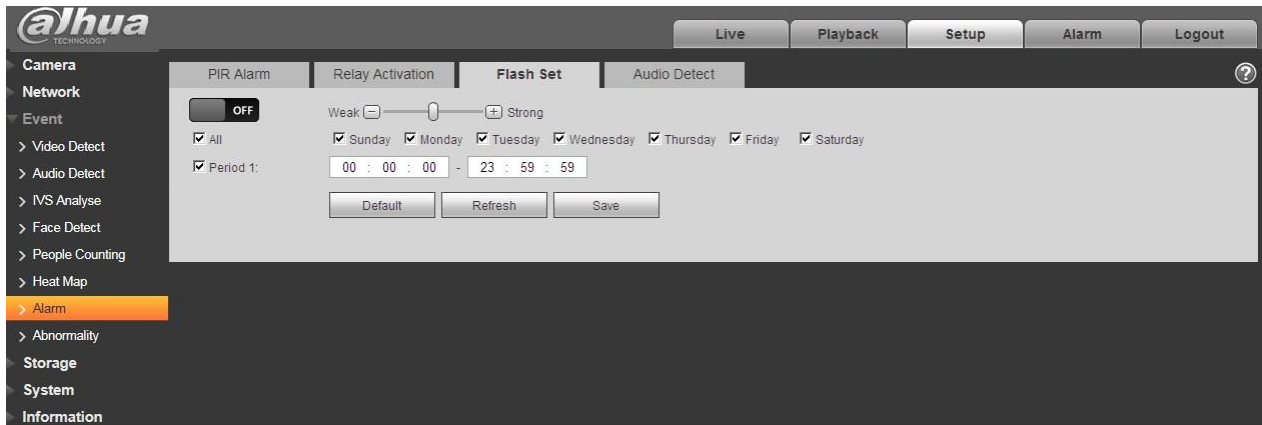 alhua
TECHNOLOGY
Live Playback Setup Alarm Logout
Camera
Network
Event
> Video Detect
> Audio Detect
> IVS Analyse
> Face Detect
> People Counting
> Heat Map
> Alarm
> Abnormality
Storage
System
Information
PIR Alarm Relay Activation Flash Set Audio Detect ?
OFF Weak - + Strong
All Sunday Monday Tuesday Wednesday Thursday Friday Saturday
Period 1: 00 : 00 : 00 - 23 : 59 : 59
Default Refresh Save